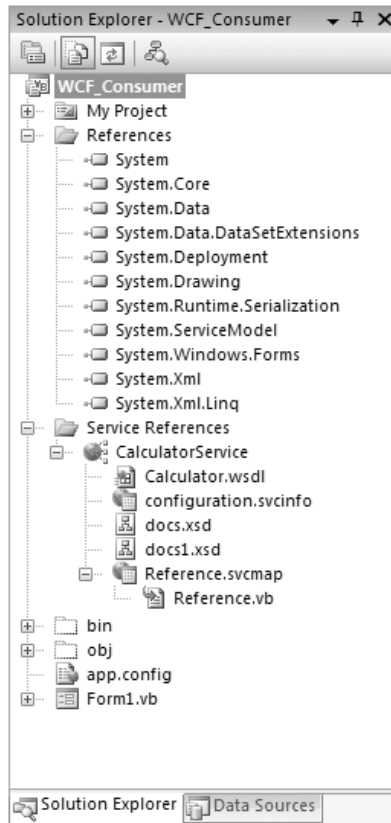 Solution Explorer - WCF_Consumer
WCF_Consumer
My Project
References
System
System.Core
System.Data
System.Data.DataSetExtensions
System.Deployment
System.Drawing
System.Runtime.Serialization
System.ServiceModel
System.Windows.Forms
System.Xml
System.Xml.Linq
Service References
CalculatorService
Calculator.wsdl
configuration.svcinfo
docs.xsd
docs1.xsd
Reference.svcmap
Reference.vb
bin
obj
app.config
Form1.vb
Solution Explorer Data Sources